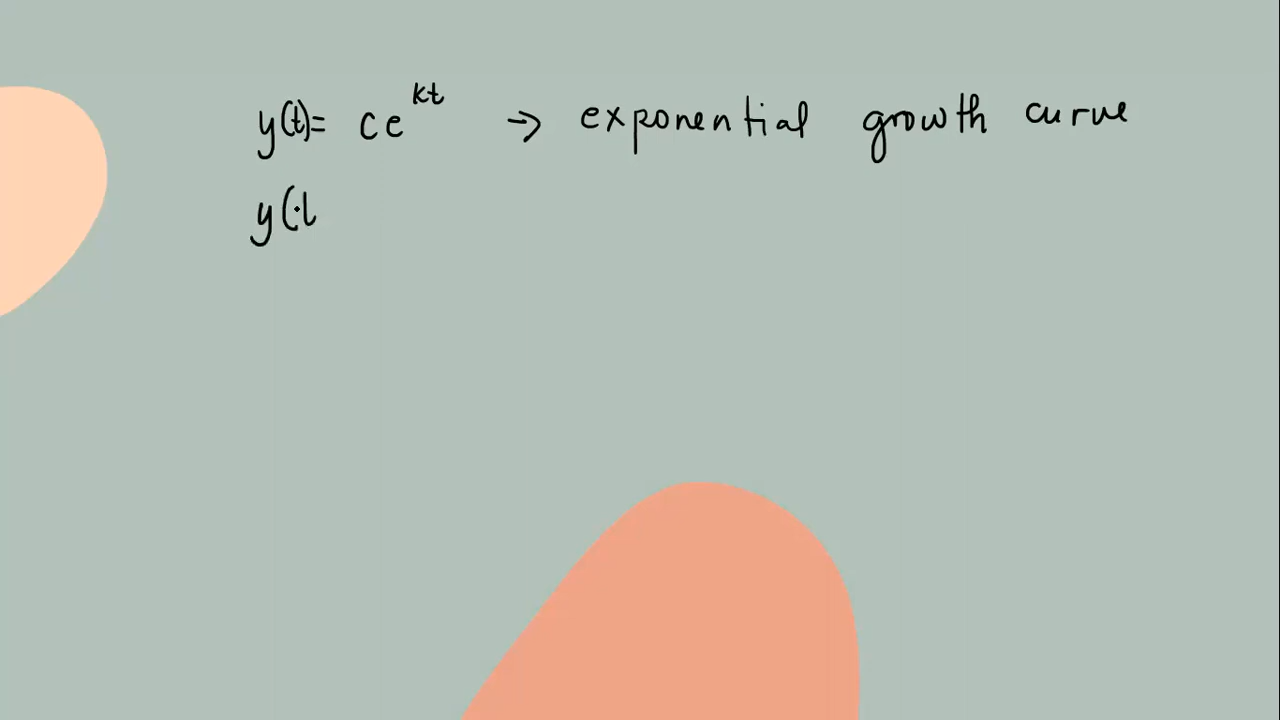 y(t)= ce^{kt} → exponential growth curve
y(